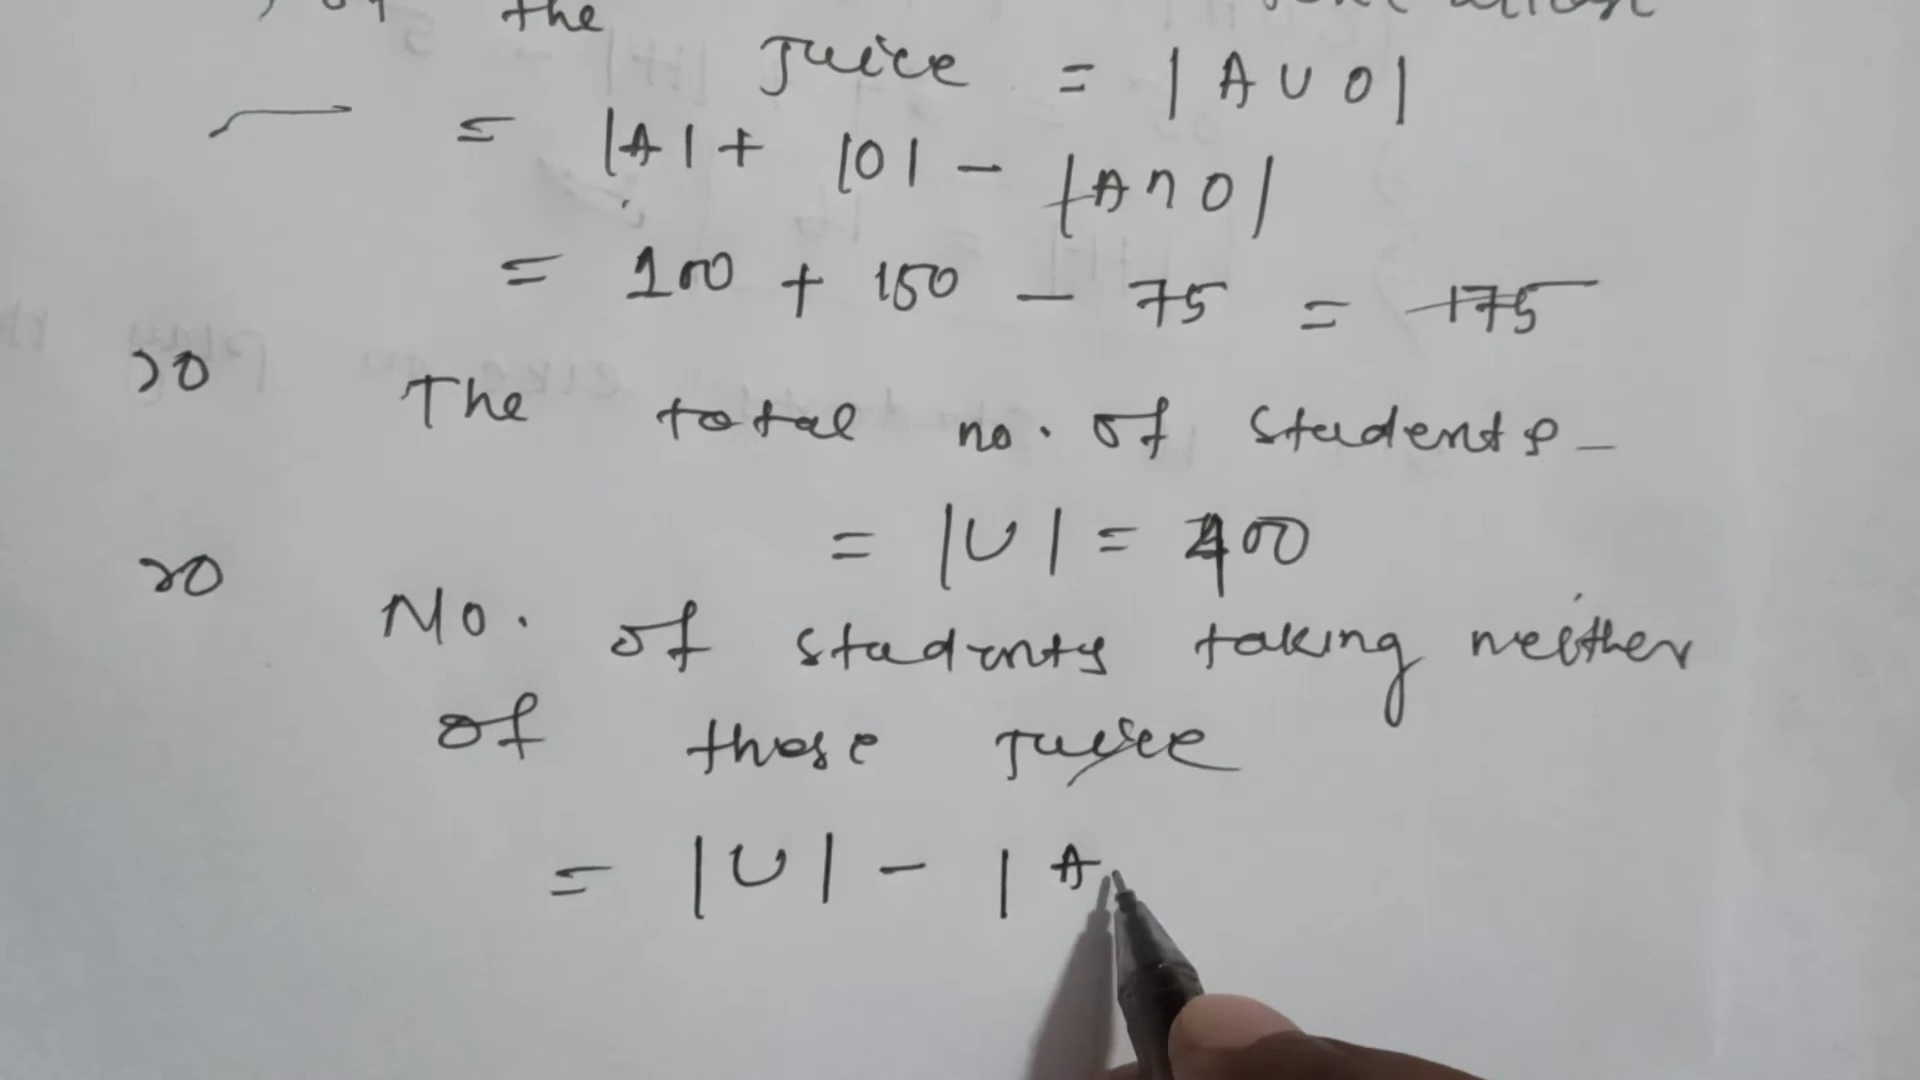 of the
Juice = | A ∪ O |
= |A| + |O| - |A ∩ O|
= 100 + 150 - 75 = 175
So The total no. of students -
= |U| = 400
So No. of students taking neither
of those Juice
= |U| - | A